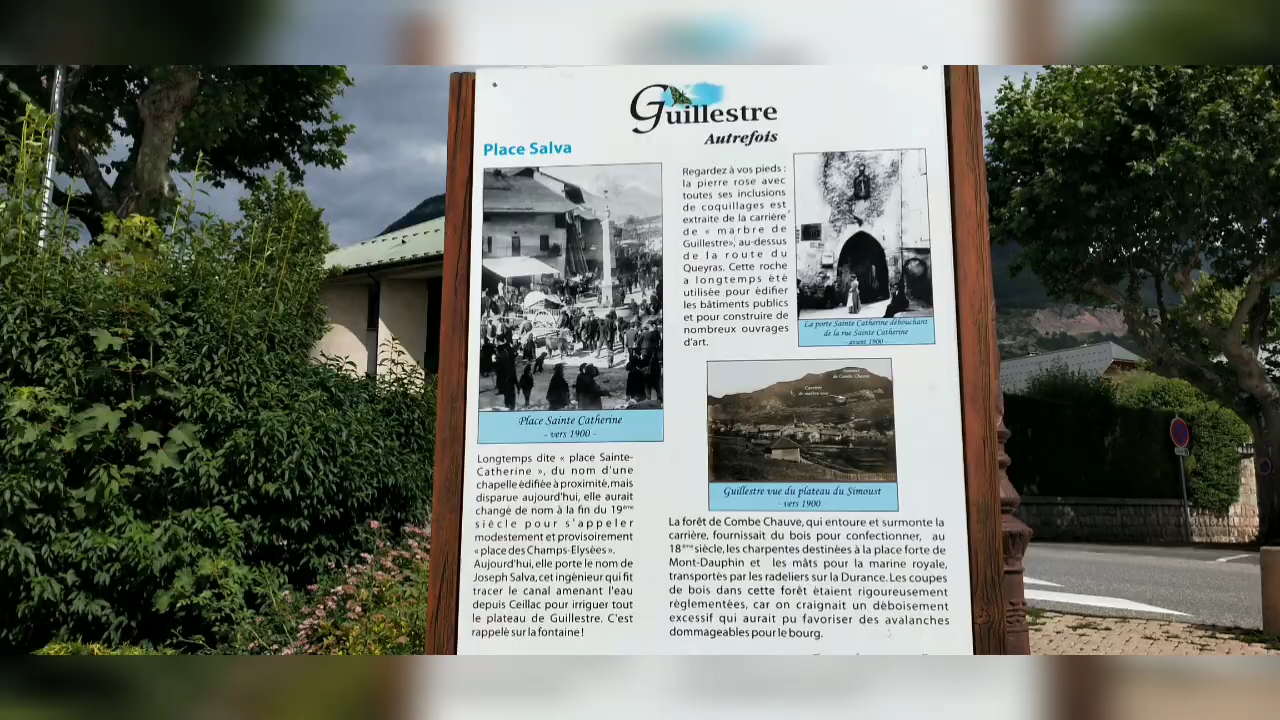 Guillestre
Autrefois
Place Salva
Place Sainte Catherine
- vers 1900 -
Longtemps dite « place Sainte-
Catherine », du nom d'une
chapelle édifiée à proximité, mais
disparue aujourd'hui, elle aurait
changé de nom à la fin du 19ème
siècle pour s'appeler
modestement et provisoirement
« place des Champs-Elysées ».
Aujourd'hui, elle porte le nom de
Joseph Salva, cet ingénieur qui fit
tracer le canal amenant l'eau
depuis Ceillac pour irriguer tout
le plateau de Guillestre. C'est
rappelé sur la fontaine !
Regardez à vos pieds :
la pierre rose avec
toutes ses inclusions
de coquillages est
extraite de la carrière
de « marbre de
Guillestre», au-dessus
de la route du
Queyras. Cette roche
a longtemps été
utilisée pour édifier
les bâtiments publics
et pour construire de
nombreux ouvrages
d'art.
La porte Sainte Catherine débouchant
de la rue Sainte Catherine
- avant 1900 -
Sommet
de Combe Chauve
Carrière
de marbre rose
Guillestre vue du plateau du Simoust
- vers 1900 -
La forêt de Combe Chauve, qui entoure et surmonte la
carrière, fournissait du bois pour confectionner, au
18ème siècle, les charpentes destinées à la place forte de
Mont-Dauphin et les mâts pour la marine royale,
transportés par les radeliers sur la Durance. Les coupes
de bois dans cette forêt étaient rigoureusement
règlementées, car on craignait un déboisement
excessif qui aurait pu favoriser des avalanches
dommageables pour le bourg.